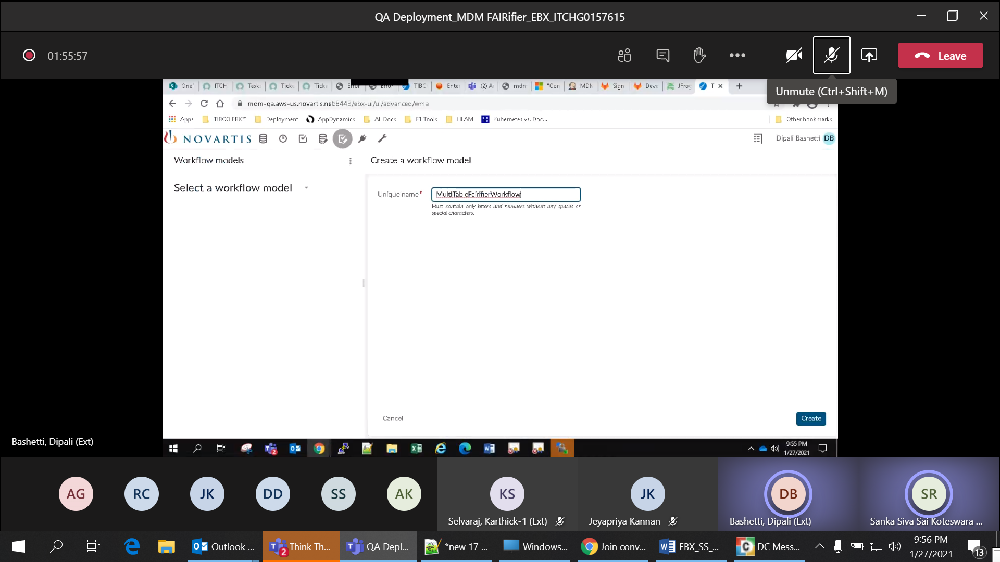 QA Deployment_MDM FAIRifier_EBX_ITCHG0157615
01:55:57
Leave
Unmute (Ctrl+Shift+M)
OneI ITCH Task Ticke Ticke Error Error TIBC Ente (2) A mdm "Con MDM Sign Deve JFrog T
mdm-qa.aws-us.novartis.net:8443/ebx-ui/ui/advanced/wma
Apps TIBCO EBX™ Deployment AppDynamics All Docs F1 Tools ULAM Kubernetes vs. Doc... Other bookmarks
NOVARTIS Dipali Bashetti DB
Workflow models
Create a workflow model
Select a workflow model
Unique name* MultiTableFairifierWorkflow
Must contain only letters and numbers without any spaces or
special characters.
Cancel Create
Bashetti, Dipali (Ext)
9:55 PM
1/27/2021
AG RC JK DD SS AK KS JK DB SR
Selvaraj, Karthick-1 (Ext) Jeyapriya Kannan Bashetti, Dipali (Ext) Sanka Siva Sai Koteswara ...
Outlook ... 2 Think Th... QA Depl... *new 17 ... Windows... Join conv... EBX_SS_... DC Mess... 9:56 PM
1/27/2021
13